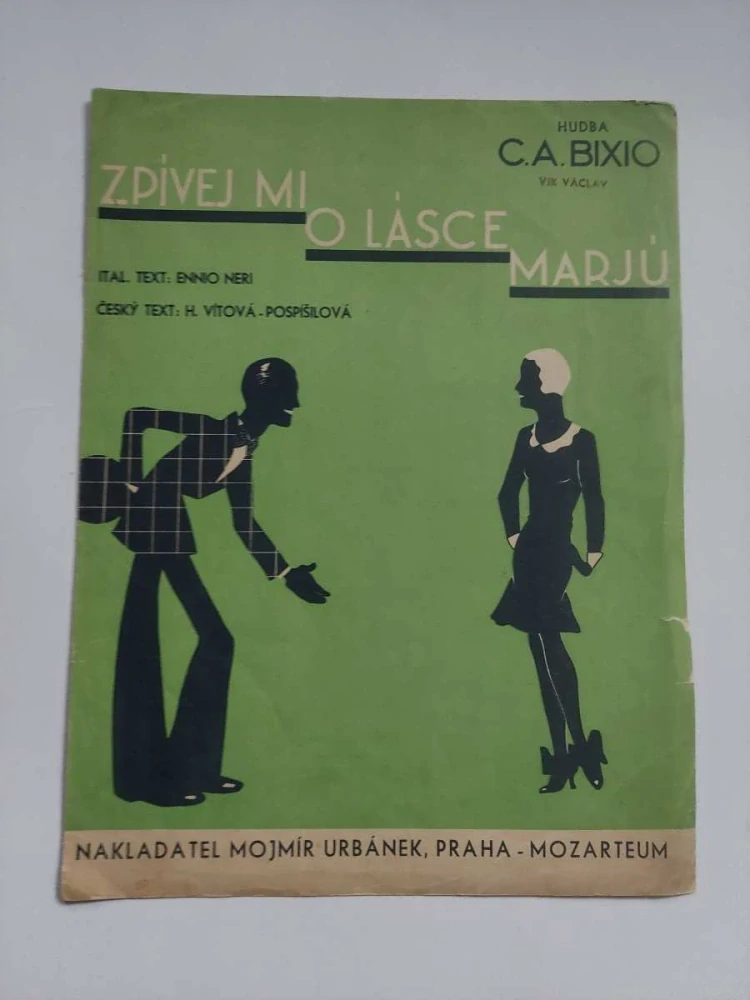 HUDBA
C.A.BIXIO
VIK VÁCLAV
ZPÍVEJ MI
O LÁSCE
MARJŮ
ITAL. TEXT: ENNIO NERI
ČESKÝ TEXT: H. VÍTOVÁ-POSPÍŠILOVÁ
NAKLADATEL MOJMÍR URBÁNEK, PRAHA - MOZARTEUM